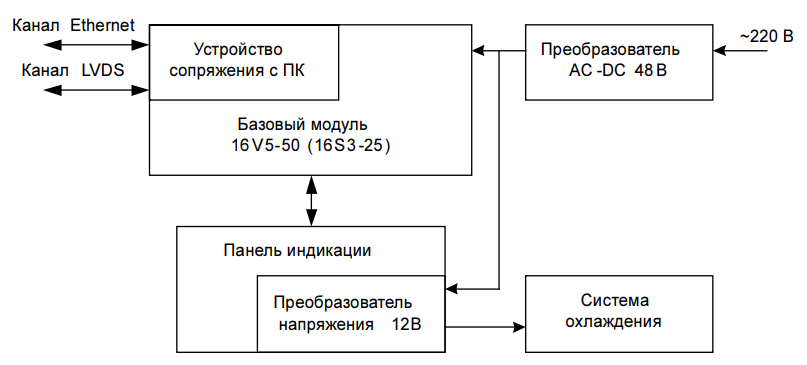 Канал Ethernet
Канал LVDS
Устройство
сопряжения с ПК
Базовый модуль
16V5-50 (16S3-25)
Преобразователь
AC-DC 48В
~220 В
Панель индикации
Преобразователь
напряжения 12В
Система
охлаждения